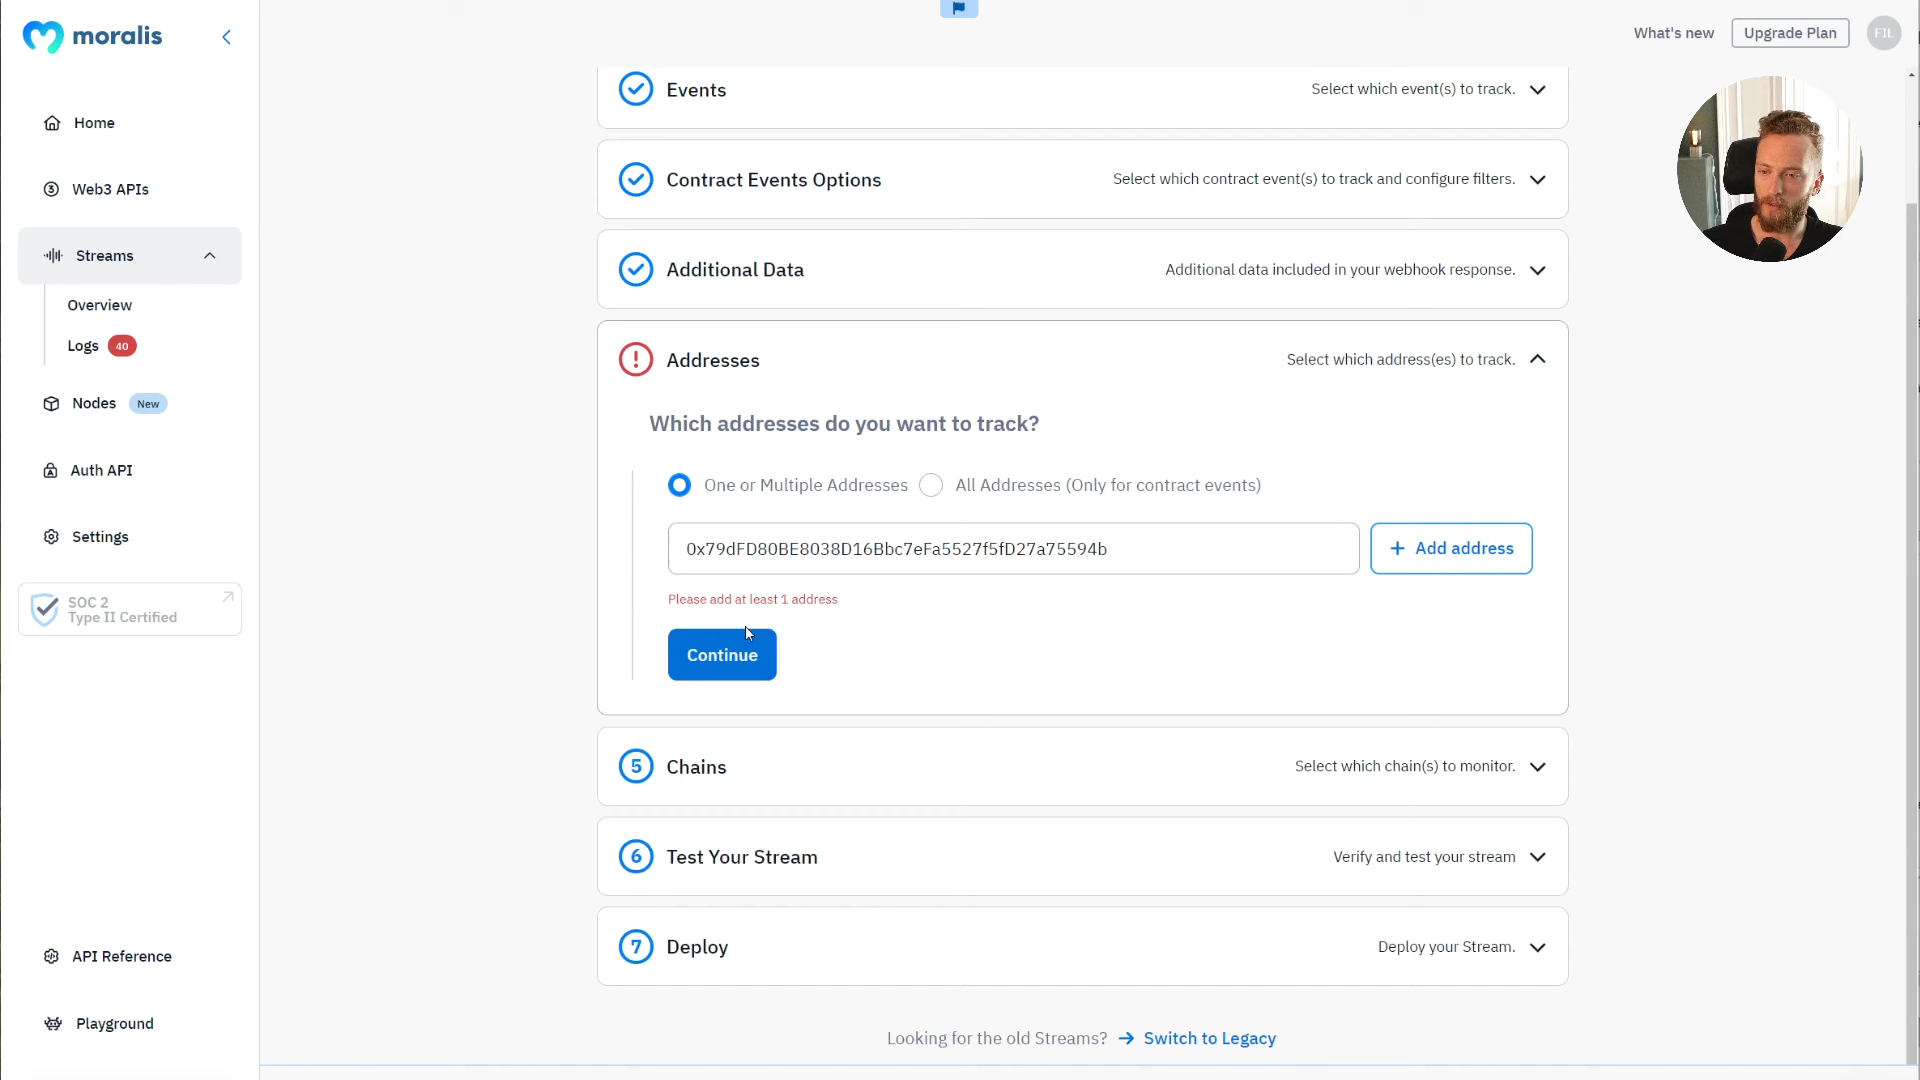 moralis
What's new
Upgrade Plan
FIL
Home
Web3 APIs
Streams
Overview
Logs 40
Nodes New
Auth API
Settings
SOC 2
Type II Certified
API Reference
Playground
Events
Select which event(s) to track.
Contract Events Options
Select which contract event(s) to track and configure filters.
Additional Data
Additional data included in your webhook response.
Addresses
Select which address(es) to track.
Which addresses do you want to track?
One or Multiple Addresses
All Addresses (Only for contract events)
0x79dFD80BE8038D16Bbc7eFa5527f5fD27a75594b
+ Add address
Please add at least 1 address
Continue
5 Chains
Select which chain(s) to monitor.
6 Test Your Stream
Verify and test your stream
7 Deploy
Deploy your Stream.
Looking for the old Streams? → Switch to Legacy